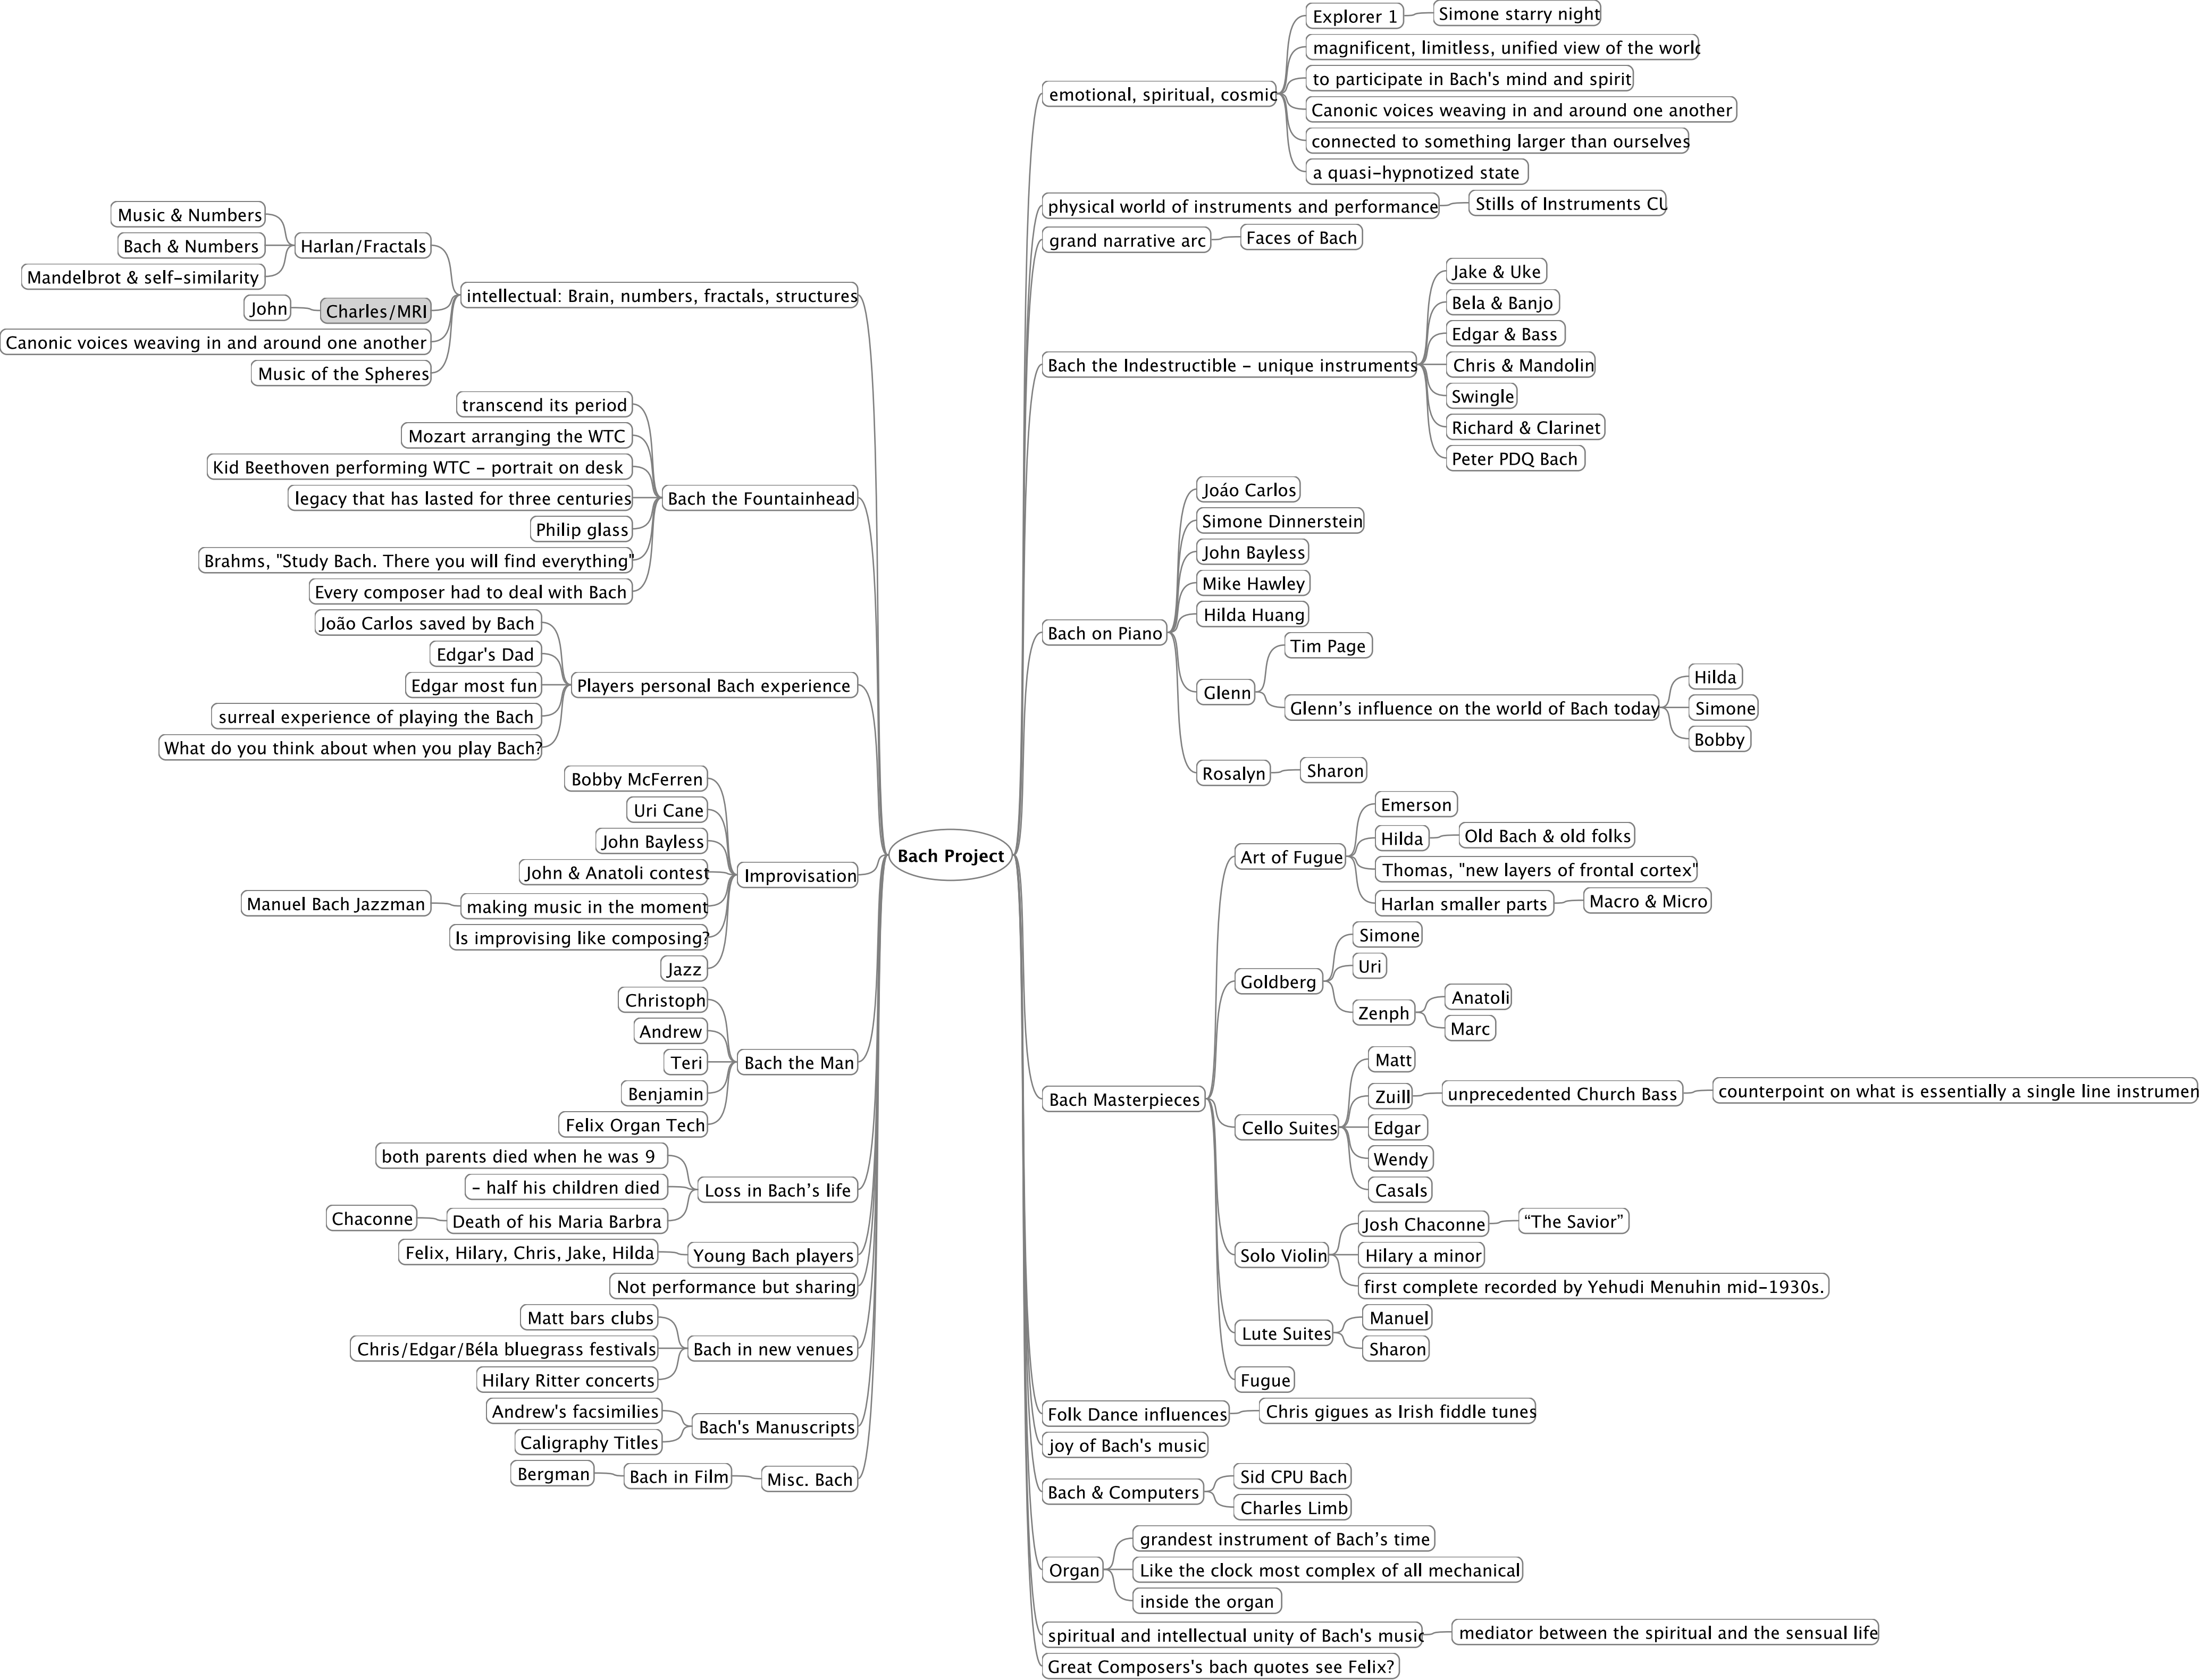 Bach Project
emotional, spiritual, cosmic
Explorer 1
Simone starry night
magnificent, limitless, unified view of the world
to participate in Bach's mind and spirit
Canonic voices weaving in and around one another
connected to something larger than ourselves
a quasi-hypnotized state
physical world of instruments and performance
Stills of Instruments CU
grand narrative arc
Faces of Bach
Bach the Indestructible - unique instruments
Jake & Uke
Bela & Banjo
Edgar & Bass
Chris & Mandolin
Swingle
Richard & Clarinet
Peter PDQ Bach
Bach on Piano
Joáo Carlos
Simone Dinnerstein
John Bayless
Mike Hawley
Hilda Huang
Glenn
Tim Page
Glenn’s influence on the world of Bach today
Hilda
Simone
Bobby
Rosalyn
Sharon
Bach Masterpieces
Art of Fugue
Emerson
Hilda
Old Bach & old folks
Thomas, "new layers of frontal cortex"
Harlan smaller parts
Macro & Micro
Goldberg
Simone
Uri
Zenph
Anatoli
Marc
Cello Suites
Matt
Zuill
unprecedented Church Bass
counterpoint on what is essentially a single line instrumen
Edgar
Wendy
Casals
Solo Violin
Josh Chaconne
“The Savior”
Hilary a minor
first complete recorded by Yehudi Menuhin mid-1930s.
Lute Suites
Manuel
Sharon
Fugue
Folk Dance influences
Chris gigues as Irish fiddle tunes
joy of Bach's music
Bach & Computers
Sid CPU Bach
Charles Limb
Organ
grandest instrument of Bach’s time
Like the clock most complex of all mechanical
inside the organ
spiritual and intellectual unity of Bach's music
mediator between the spiritual and the sensual life
Great Composers's bach quotes see Felix?
intellectual: Brain, numbers, fractals, structures
Harlan/Fractals
Music & Numbers
Bach & Numbers
Mandelbrot & self-similarity
Charles/MRI
John
Canonic voices weaving in and around one another
Music of the Spheres
Bach the Fountainhead
transcend its period
Mozart arranging the WTC
Kid Beethoven performing WTC - portrait on desk
legacy that has lasted for three centuries
Philip glass
Brahms, "Study Bach. There you will find everything"
Every composer had to deal with Bach
Players personal Bach experience
João Carlos saved by Bach
Edgar's Dad
Edgar most fun
surreal experience of playing the Bach
What do you think about when you play Bach?
Improvisation
Bobby McFerren
Uri Cane
John Bayless
John & Anatoli contest
making music in the moment
Manuel Bach Jazzman
Is improvising like composing?
Jazz
Bach the Man
Christoph
Andrew
Teri
Benjamin
Felix Organ Tech
Loss in Bach’s life
both parents died when he was 9
- half his children died
Death of his Maria Barbra
Chaconne
Young Bach players
Felix, Hilary, Chris, Jake, Hilda
Not performance but sharing
Bach in new venues
Matt bars clubs
Chris/Edgar/Béla bluegrass festivals
Hilary Ritter concerts
Bach's Manuscripts
Andrew's facsimilies
Caligraphy Titles
Misc. Bach
Bach in Film
Bergman